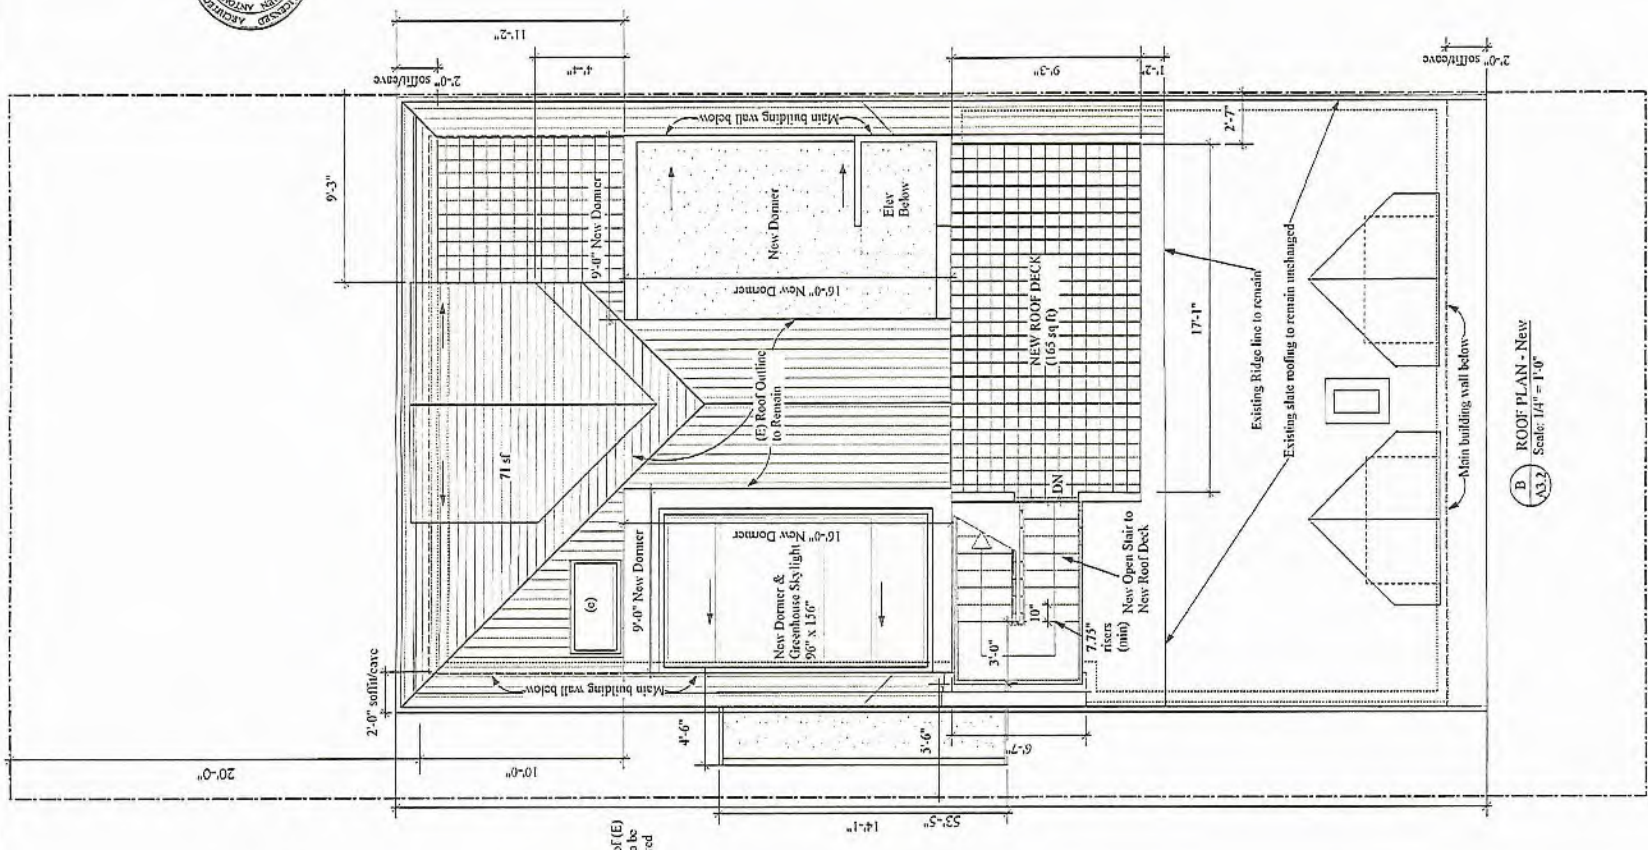 LICENSED ARCHITECT
11'-2"
4'-4"
2'-0" soffit/eave
9'-3"
1'-2"
2'-0" soffit/eave
9'-3"
2'-7"
Main building wall below
9'-0" New Dormer
New Dormer
Elev
Below
16'-0" New Dormer
71 sf
(E) Roof Outline
to Remain
NEW ROOF DECK
(165 sq ft)
17'-1"
Existing Ridge line to remain
Existing slate roofing to remain unchanged
DN
(e)
9'-0" New Dormer
16'-0" New Dormer
New Dormer &
Greenhouse Skylight
96" x 156"
3'-0"
10"
7.75"
risers
(min)
New Open Stair to
New Roof Deck
Main building wall below
Main building wall below
2'-0" soffit/eave
4'-6"
6'-7"
20'-0"
10'-0"
14'-1"
53'-5"
of (E)
B
A3.2
ROOF PLAN - New
Scale: 1/4" = 1'-0"